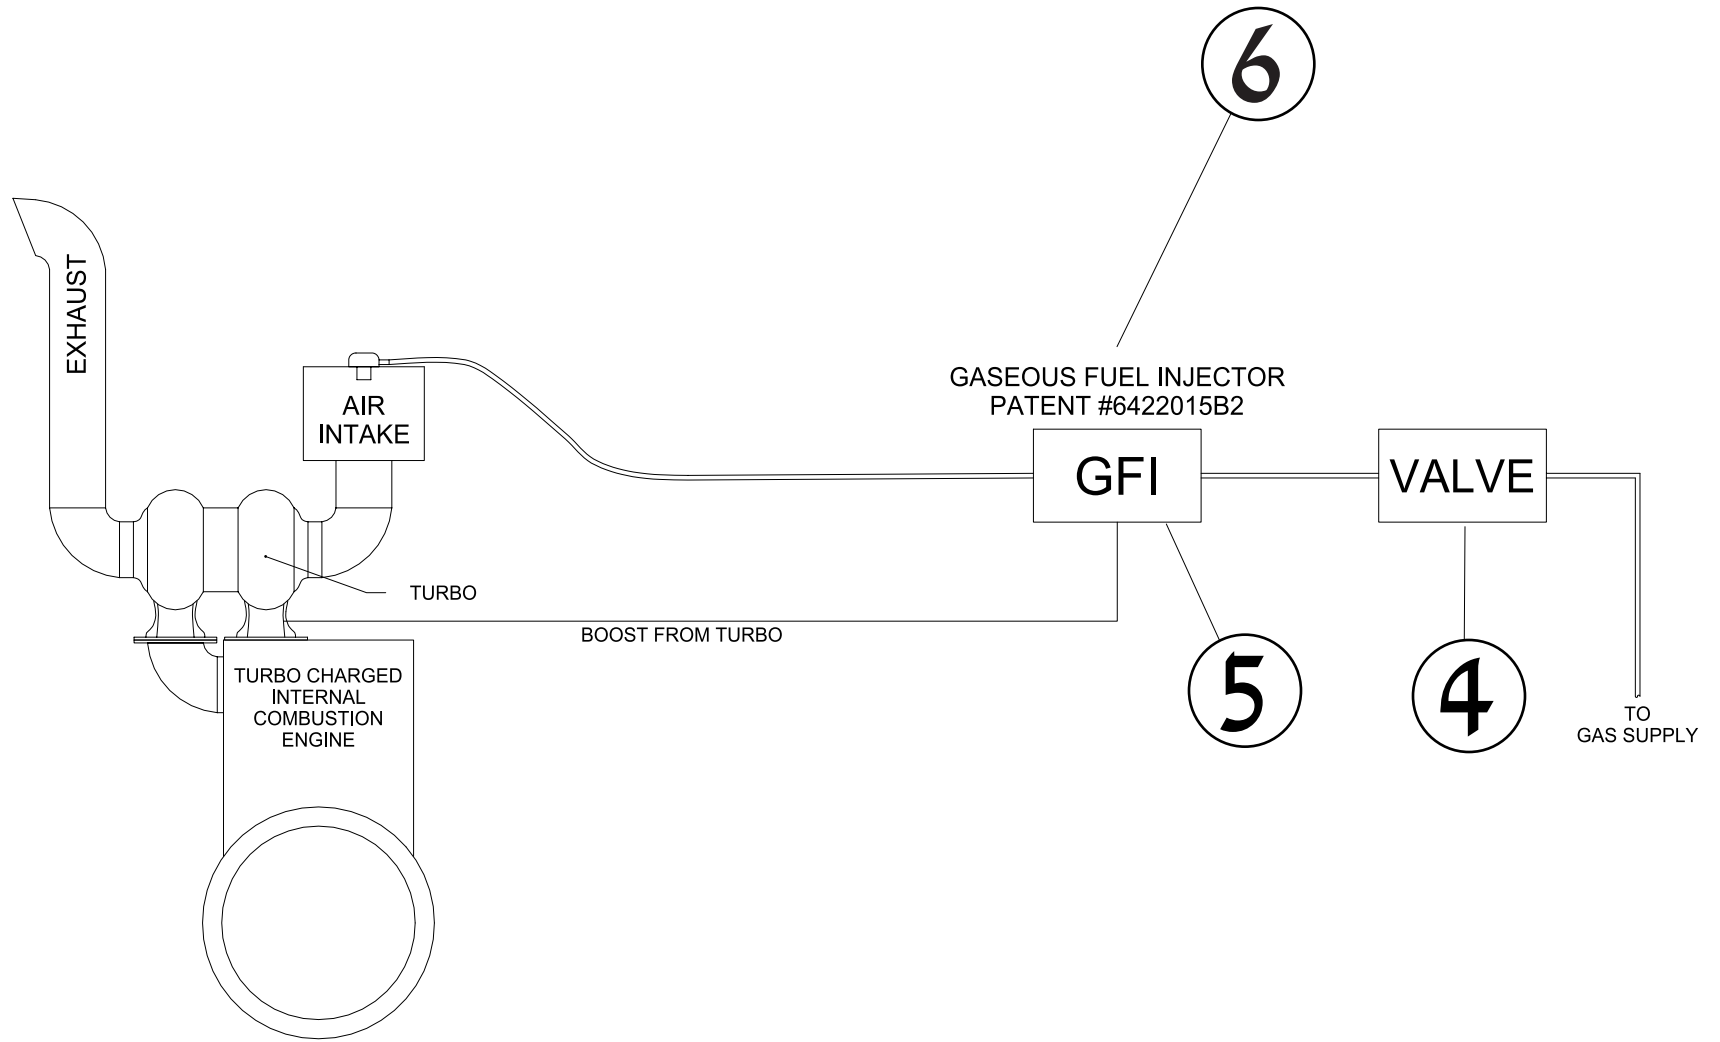 6
EXHAUST
AIR
INTAKE
GASEOUS FUEL INJECTOR
PATENT #6422015B2
GFI
VALVE
TURBO
BOOST FROM TURBO
TURBO CHARGED
INTERNAL
COMBUSTION
ENGINE
5
4
TO
GAS SUPPLY